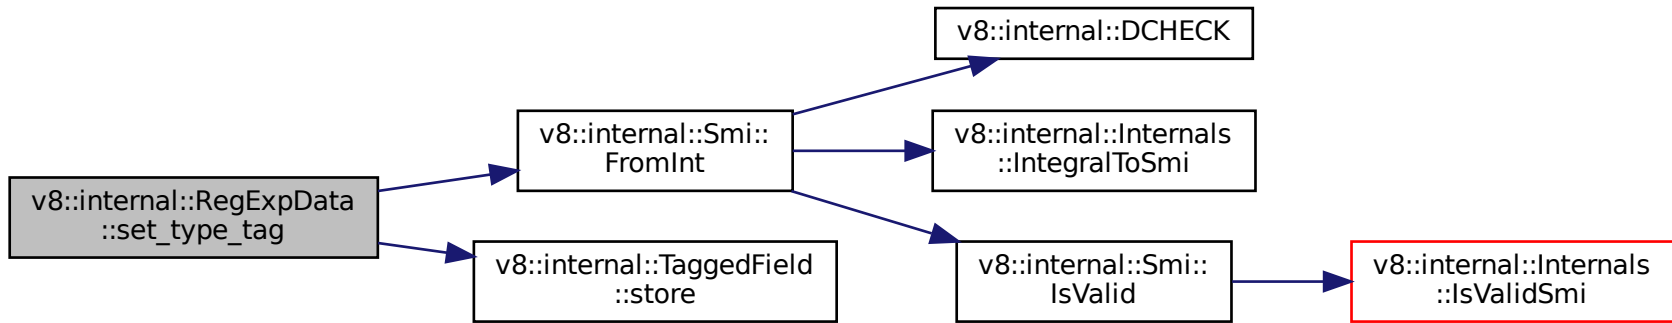 v8::internal::RegExpData
::set_type_tag
v8::internal::Smi::
FromInt
v8::internal::TaggedField
::store
v8::internal::DCHECK
v8::internal::Internals
::IntegralToSmi
v8::internal::Smi::
IsValid
v8::internal::Internals
::IsValidSmi